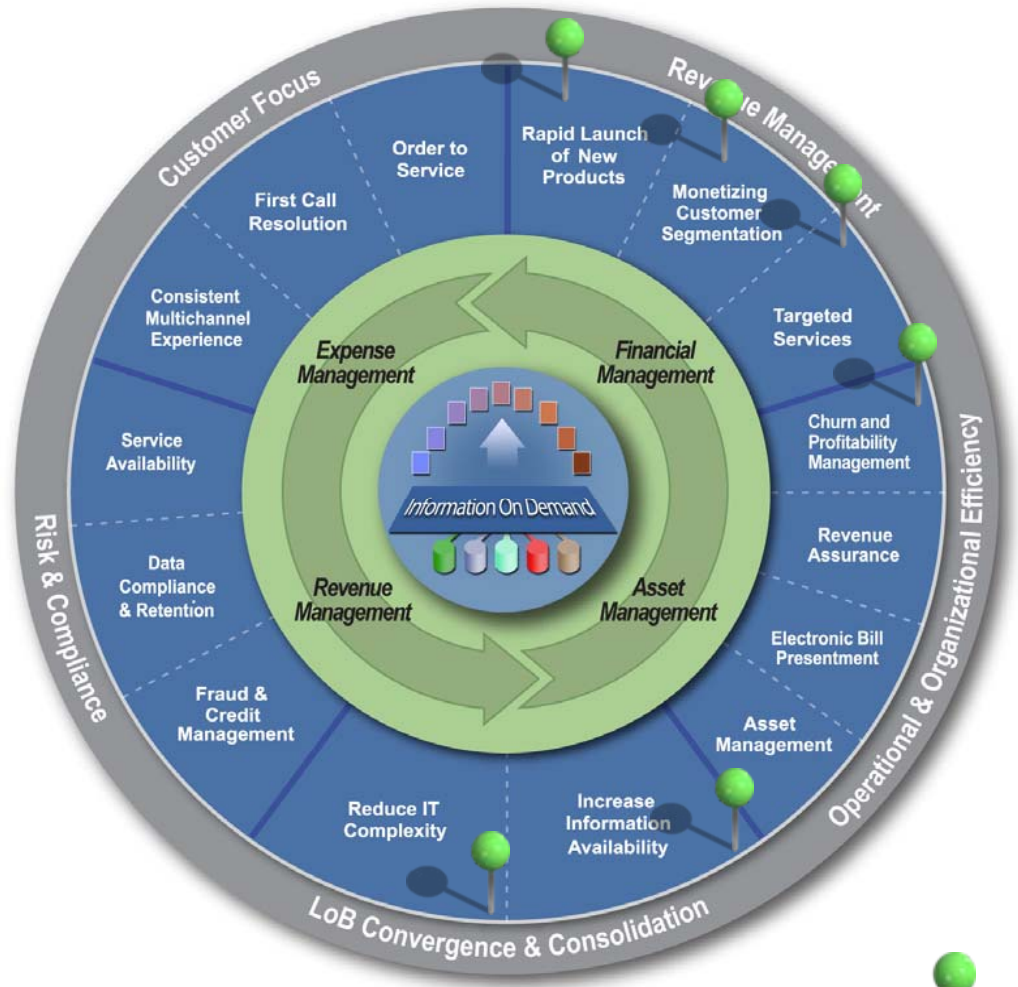 Customer Focus
Revenue Management
Operational & Organizational Efficiency
LoB Convergence & Consolidation
Risk & Compliance
Order to
Service
First Call
Resolution
Consistent
Multichannel
Experience
Rapid Launch
of New
Products
Monetizing
Customer
Segmentation
Targeted
Services
Churn and
Profitability
Management
Revenue
Assurance
Electronic Bill
Presentment
Asset
Management
Increase
Information
Availability
Reduce IT
Complexity
Fraud &
Credit
Management
Data
Compliance
& Retention
Service
Availability
Expense
Management
Financial
Management
Revenue
Management
Asset
Management
Information On Demand